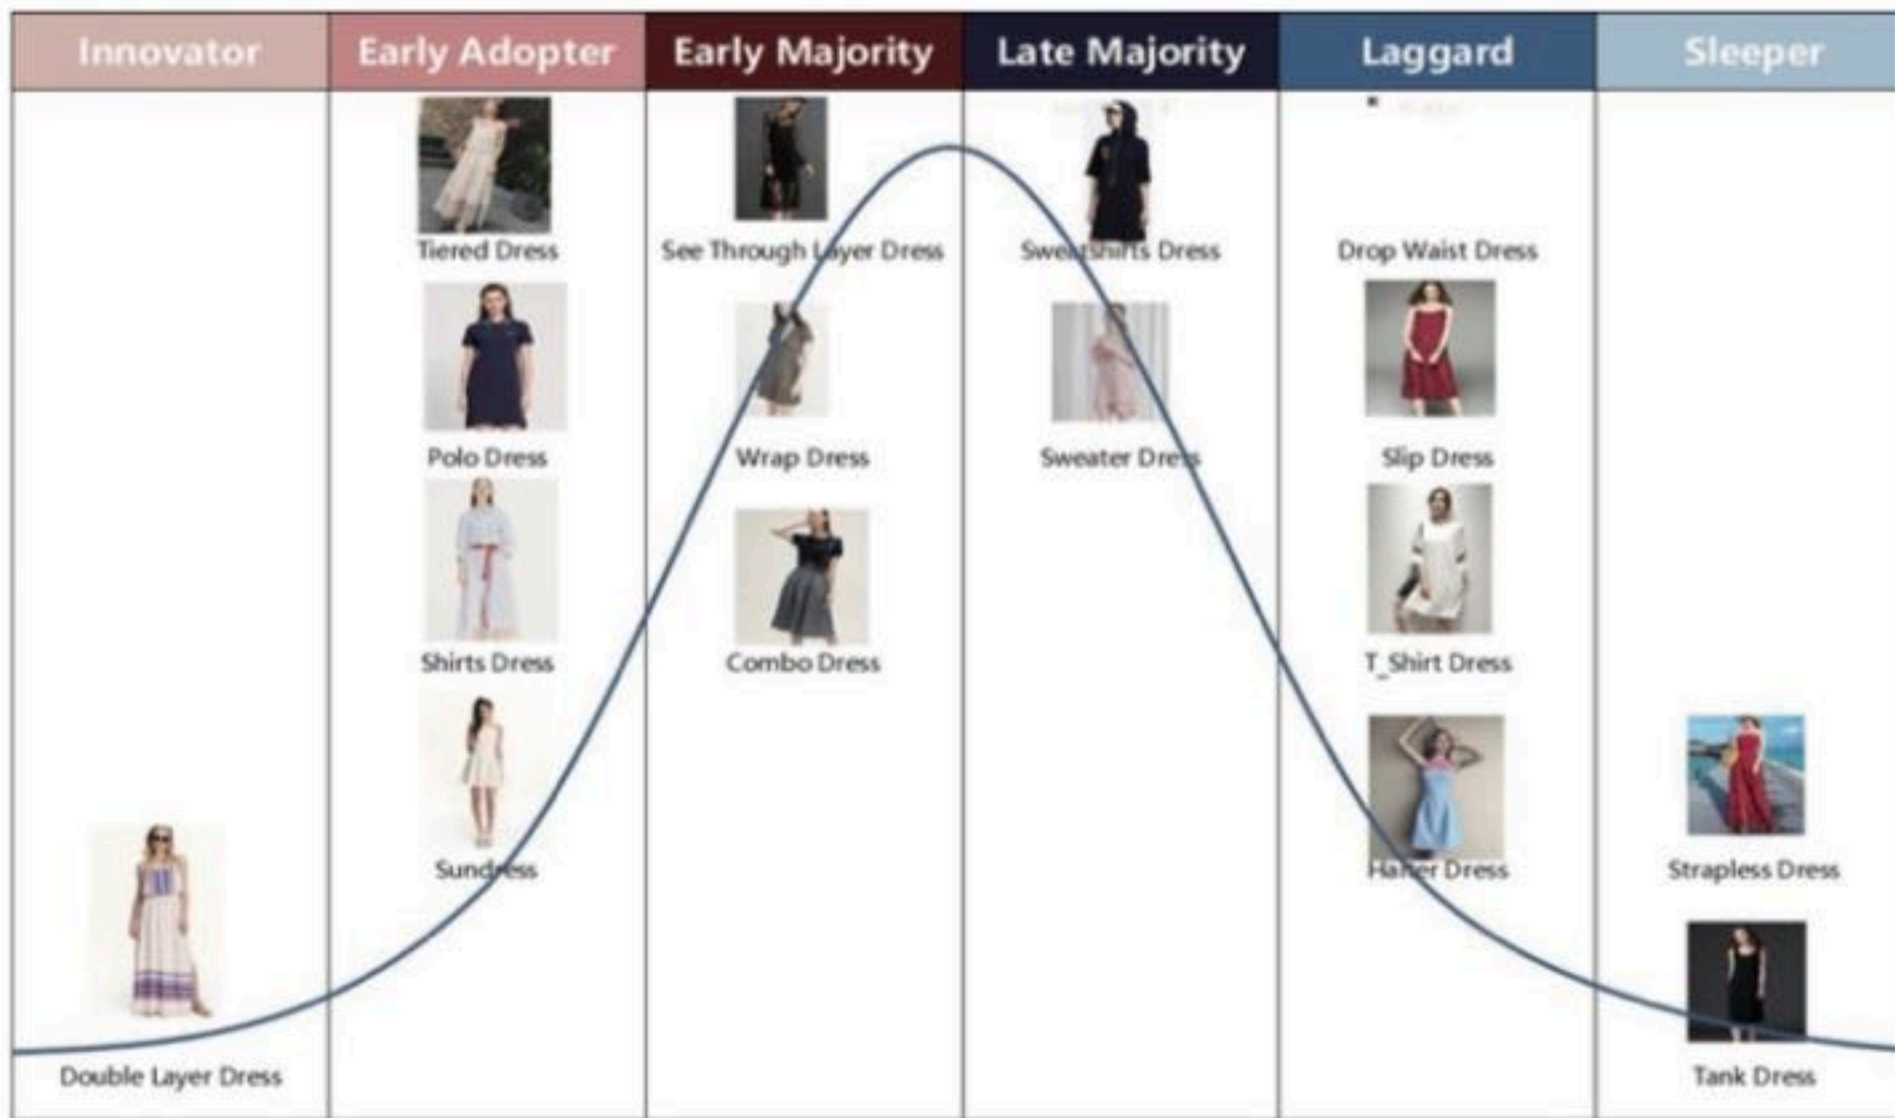 Innovator
Early Adopter
Early Majority
Late Majority
Laggard
Sleeper
Tiered Dress
See Through Layer Dress
Sweatshirts Dress
Drop Waist Dress
Polo Dress
Wrap Dress
Sweater Dress
Slip Dress
Shirts Dress
Combo Dress
T_Shirt Dress
Sundress
Halter Dress
Strapless Dress
Double Layer Dress
Tank Dress